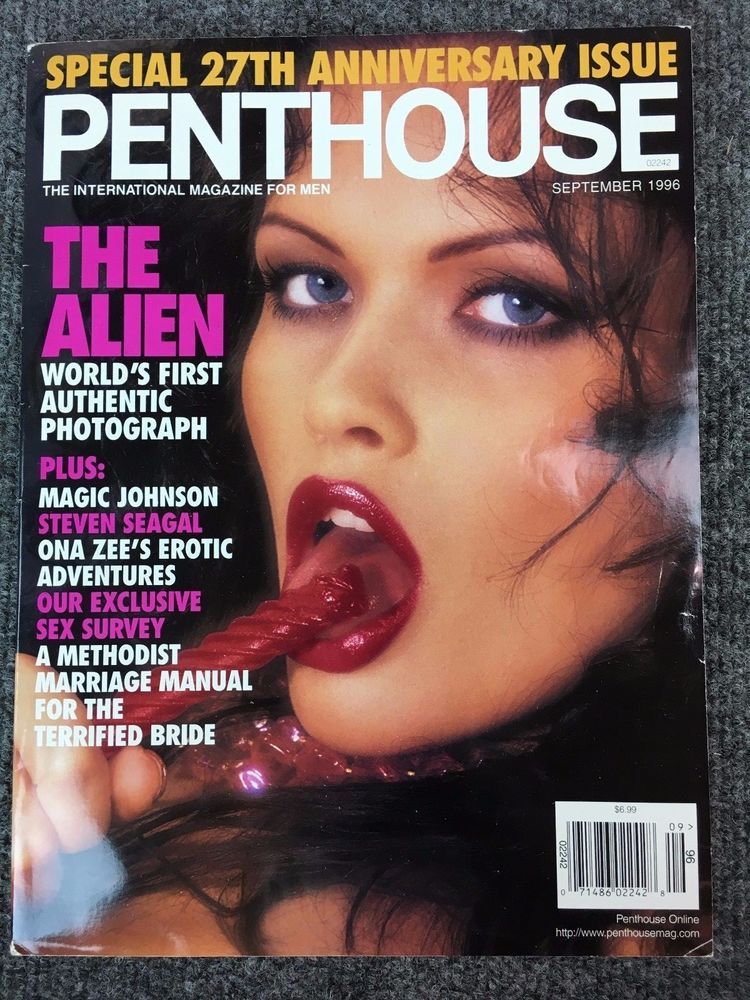 SPECIAL 27TH ANNIVERSARY ISSUE
PENTHOUSE
02242
THE INTERNATIONAL MAGAZINE FOR MEN
SEPTEMBER 1996
THE
ALIEN
WORLD'S FIRST
AUTHENTIC
PHOTOGRAPH
PLUS:
MAGIC JOHNSON
STEVEN SEAGAL
ONA ZEE'S EROTIC
ADVENTURES
OUR EXCLUSIVE
SEX SURVEY
A METHODIST
MARRIAGE MANUAL
FOR THE
TERRIFIED BRIDE
$6.99
09>
96
02242
0 71486 02242 8
Penthouse Online
http://www.penthousemag.com